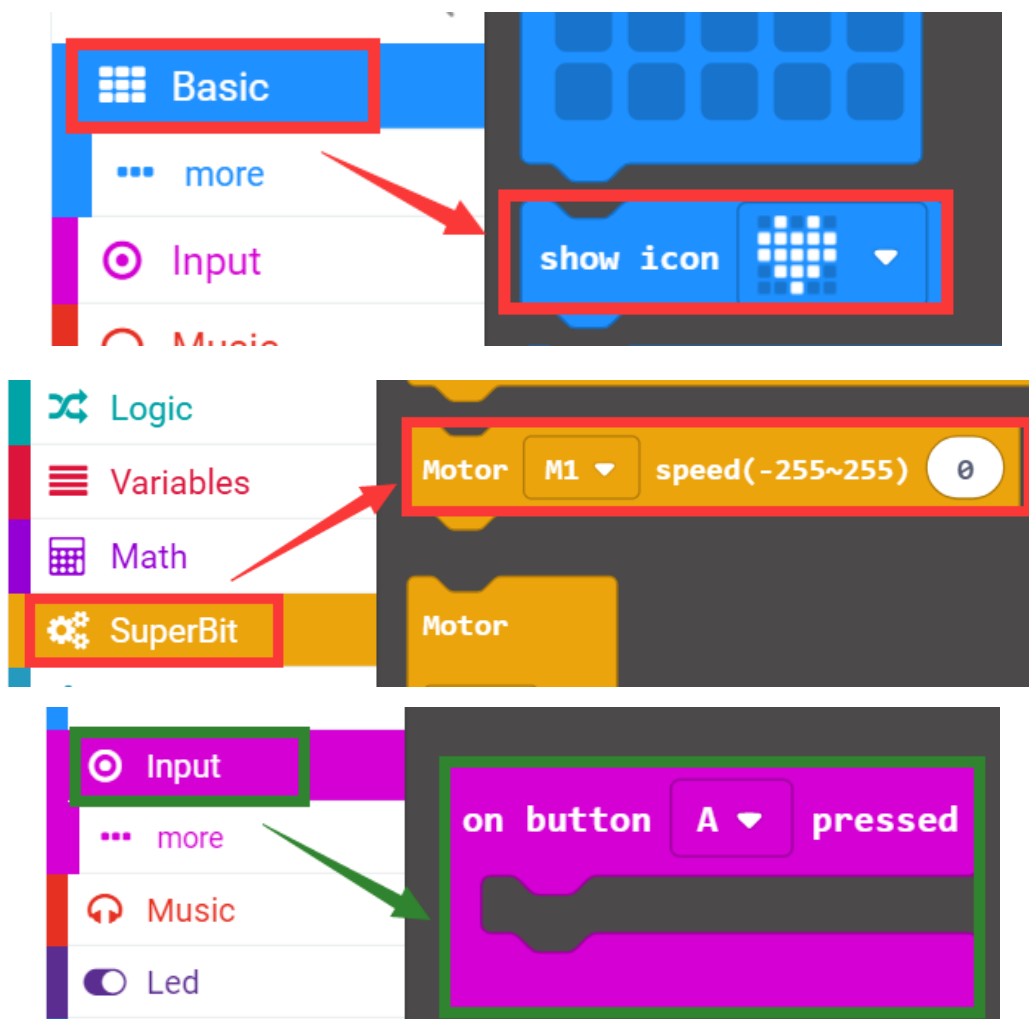 Basic
more
show icon
Input
Music
Logic
Motor M1 speed(-255~255) 0
Variables
Math
SuperBit
Motor
Input
on button A pressed
more
Music
Led